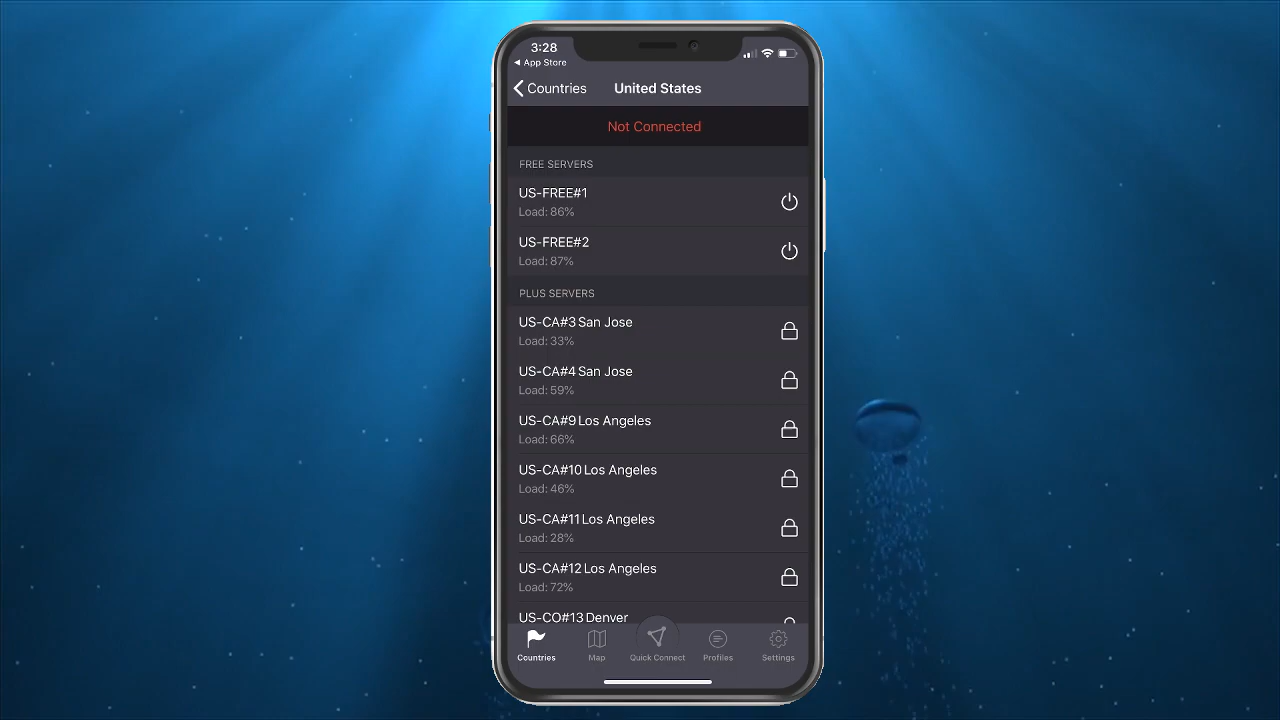 3:28
◀ App Store
Countries
United States
Not Connected
FREE SERVERS
US-FREE#1
Load: 86%
US-FREE#2
Load: 87%
PLUS SERVERS
US-CA#3 San Jose
Load: 33%
US-CA#4 San Jose
Load: 59%
US-CA#9 Los Angeles
Load: 66%
US-CA#10 Los Angeles
Load: 46%
US-CA#11 Los Angeles
Load: 28%
US-CA#12 Los Angeles
Load: 72%
US-CO#13 Denver
Countries
Map
Quick Connect
Profiles
Settings